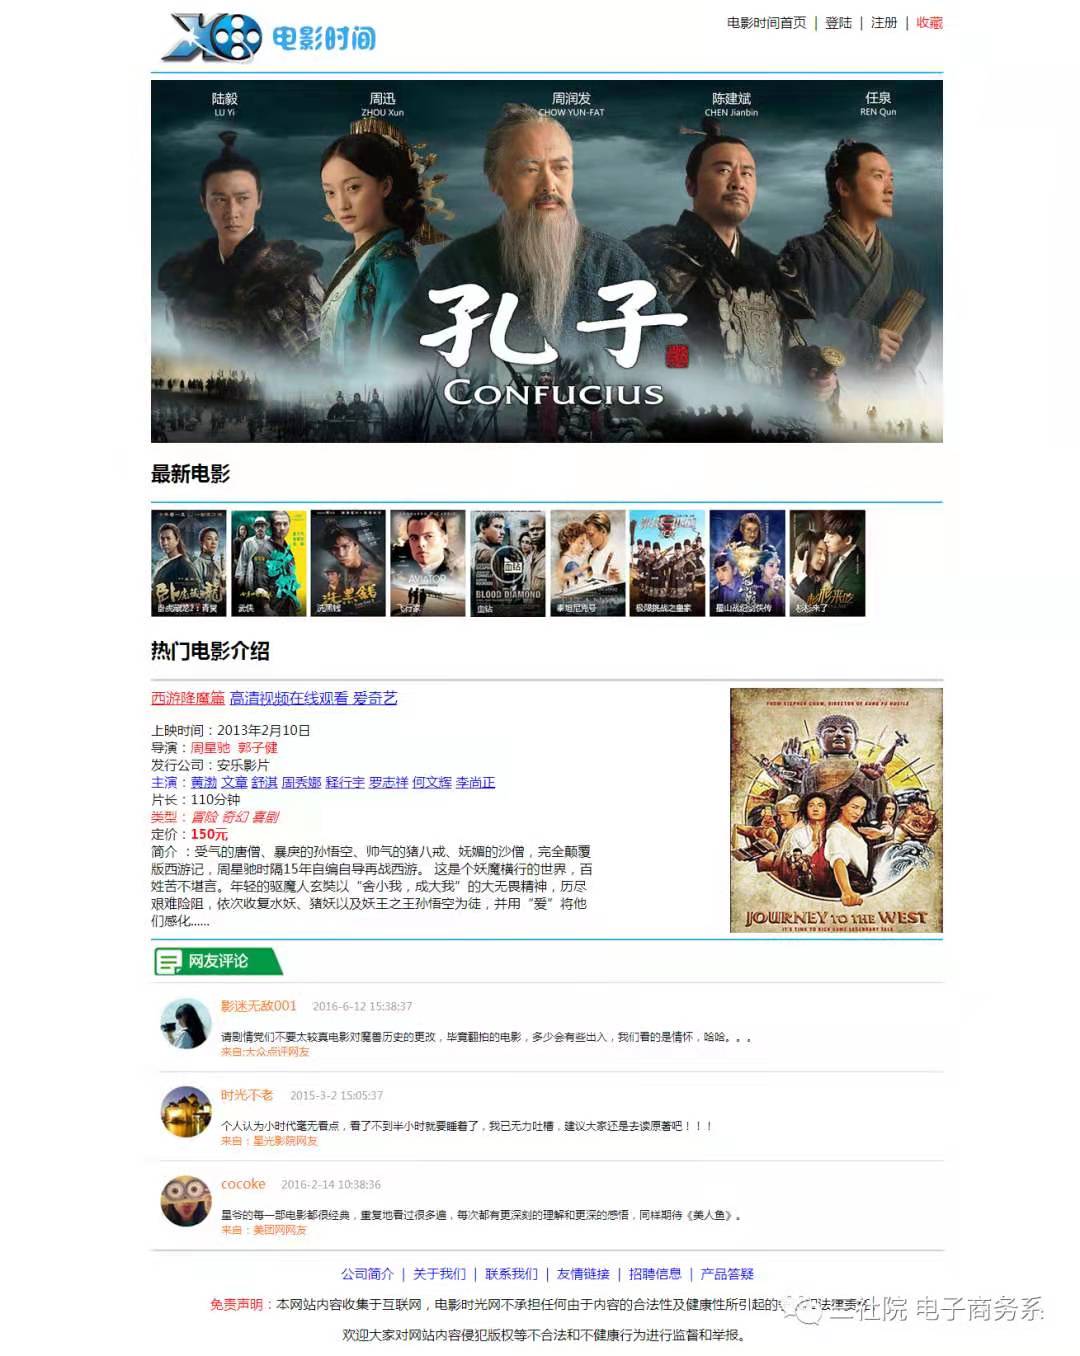 电影时间
电影时间首页 | 登陆 | 注册 | 收藏
陆毅 周迅 周润发 陈建斌 任泉
LU Yi ZHOU Xun CHOW YUN-FAT CHEN Jianbin REN Qun
孔子
CONFUCIUS
最新电影
AVIATOR
血钻
BLOOD DIAMOND
洗黑錢
卧虎藏龙2:青冥 武侠 洗黑钱 飞行家 血钻 泰坦尼克号 极限挑战之皇家 蜀山战纪剑侠传 杉杉来了
热门电影介绍
西游降魔篇 高清视频在线观看 爱奇艺
上映时间:2013年2月10日
导演:周星驰 郭子健
发行公司:安乐影片
主演:黄渤 文章 舒淇 周秀娜 释行宇 罗志祥 何文辉 李尚正
片长:110分钟
类型:冒险 奇幻 喜剧
定价:150元
简介 :受气的唐僧、暴戾的孙悟空、帅气的猪八戒、妩媚的沙僧,完全颠覆
版西游记,周星驰时隔15年自编自导再战西游。 这是个妖魔横行的世界,百
姓苦不堪言。年轻的驱魔人玄奘以“舍小我,成大我”的大无畏精神,历尽
艰难险阻,依次收复水妖、猪妖以及妖王之王孙悟空为徒,并用“爱”将他
们感化......
FROM STEPHEN CHOW, DIRECTOR OF KUNG FU HUSTLE
JOURNEY TO THE WEST
网友评论
影迷无敌001 2016-6-12 15:38:37
请剧情党们不要太较真电影对魔兽历史的更改,毕竟翻拍的电影,多少会有些出入,我们看的是情怀,哈哈。。。
来自:大众点评网友
时光不老 2015-3-2 15:05:37
个人认为小时代毫无看点,看了不到半小时就要睡着了,我已无力吐槽,建议大家还是去读原著吧!!!
来自:星光影院网友
cocoke 2016-2-14 10:38:36
星爷的每一部电影都很经典,重复地看过很多遍,每次都有更深刻的理解和更深的感悟,同样期待《美人鱼》。
来自:美团网网友
公司简介 | 关于我们 | 联系我们 | 友情链接 | 招聘信息 | 产品答疑
免责声明:本网站内容收集于互联网,电影时光网不承担任何由于内容的合法性及健康性所引起的
社院 电子商务系
欢迎大家对网站内容侵犯版权等不合法和不健康行为进行监督和举报。